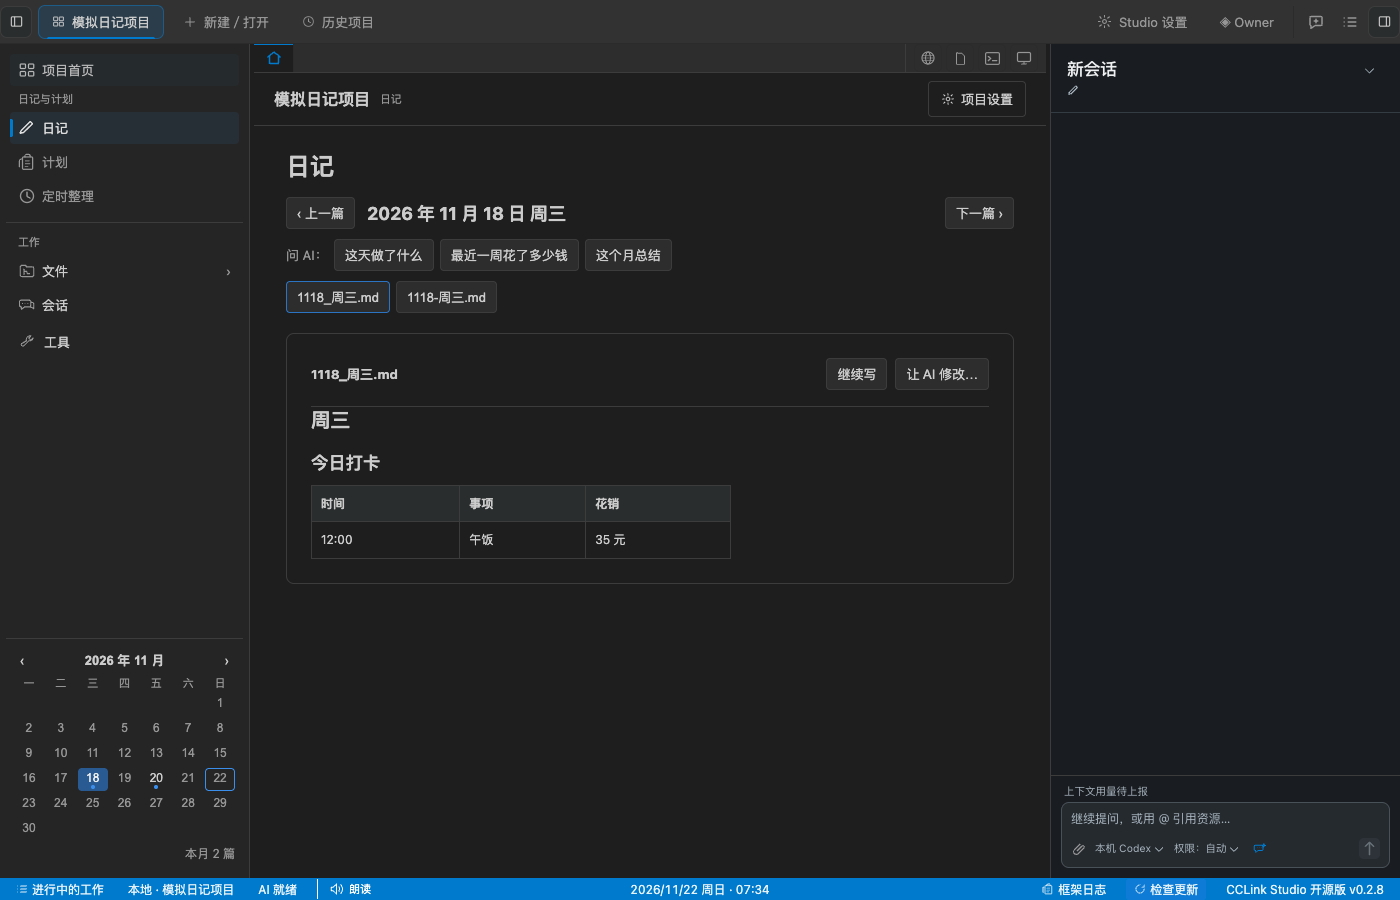 模拟日记项目
新建 / 打开
历史项目
Studio 设置
Owner
项目首页
日记与计划
日记
计划
定时整理
工作
文件
会话
工具
2026 年 11 月
一 二 三 四 五 六 日
1
2 3 4 5 6 7 8
9 10 11 12 13 14 15
16 17 18 19 20 21 22
23 24 25 26 27 28 29
30
本月 2 篇
模拟日记项目 日记
项目设置
日记
‹ 上一篇 2026 年 11 月 18 日 周三 下一篇 ›
问 AI： 这天做了什么 最近一周花了多少钱 这个月总结
1118_周三.md 1118-周三.md
1118_周三.md 继续写 让 AI 修改...
周三
今日打卡
时间 事项 花销
12:00 午饭 35 元
新会话
上下文用量待上报
继续提问，或用 @ 引用资源...
本机 Codex 权限：自动
进行中的工作 本地 · 模拟日记项目 AI 就绪 朗读 2026/11/22 周日 · 07:34 框架日志 检查更新 CCLink Studio 开源版 v0.2.8